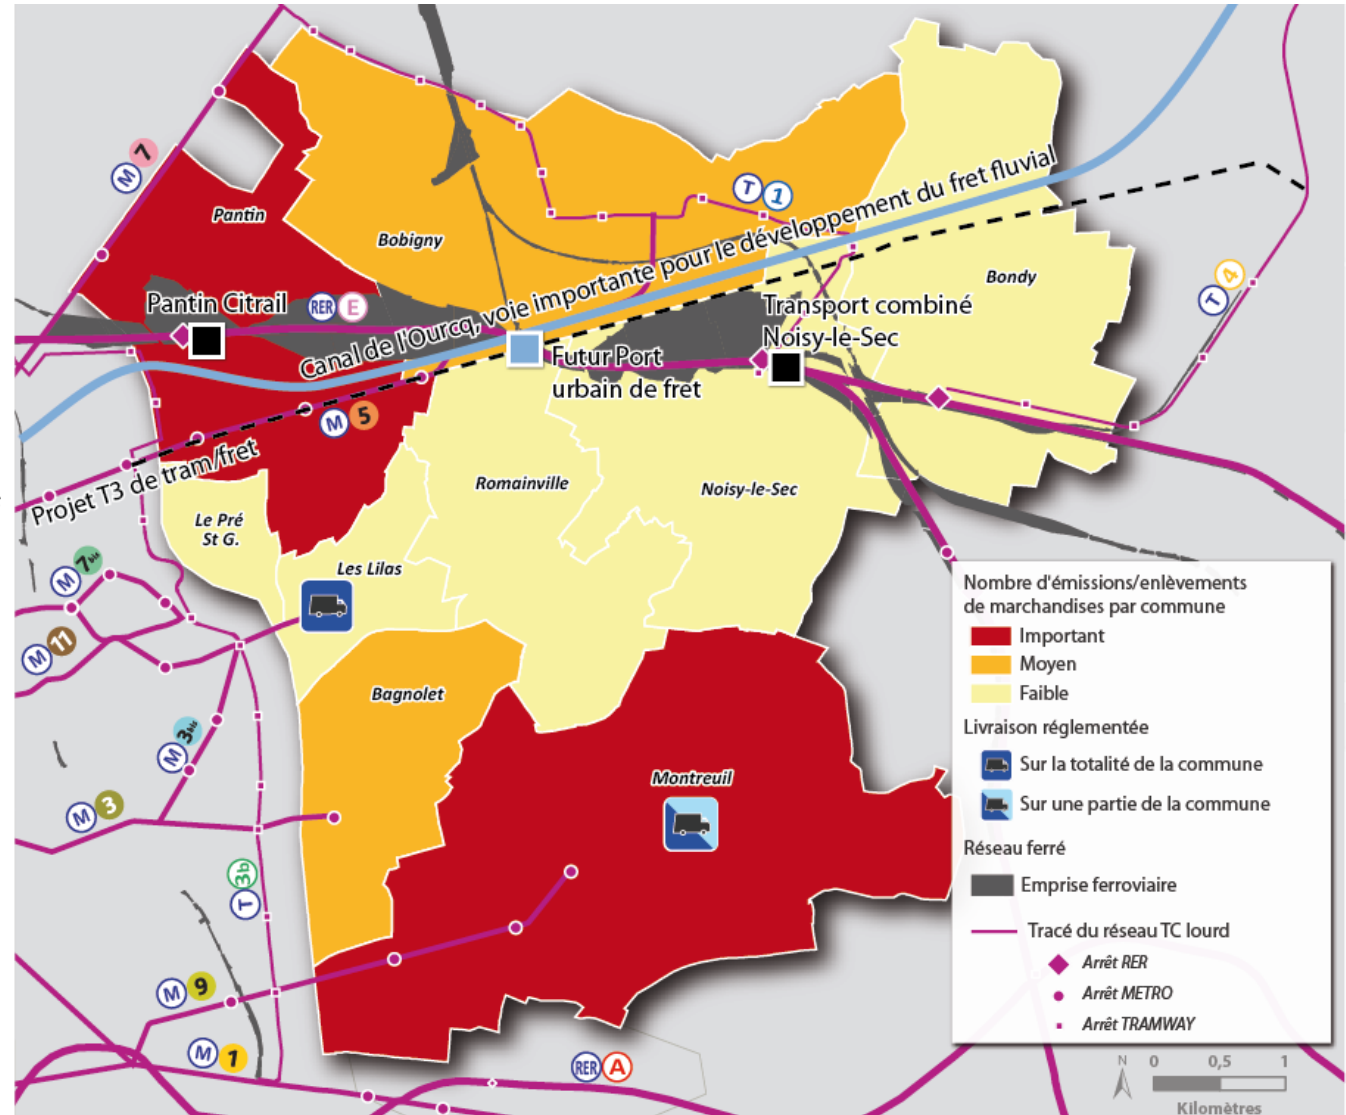 M 7
Pantin
Bobigny
T 1
Canal de l'Ourcq, voie importante pour le développement du fret fluvial
Bondy
T 4
Pantin Citrail
RER E
Transport combiné
Noisy-le-Sec
Futur Port
urbain de fret
M 5
Projet T3 de tram/fret
Romainville
Noisy-le-Sec
Le Pré
St G.
Les Lilas
M 7bis
M 11
Bagnolet
M 3bis
M 3
Montreuil
T 3b
M 9
M 1
RER A
Nombre d'émissions/enlèvements
de marchandises par commune
Important
Moyen
Faible
Livraison réglementée
Sur la totalité de la commune
Sur une partie de la commune
Réseau ferré
Emprise ferroviaire
Tracé du réseau TC lourd
Arrêt RER
Arrêt METRO
Arrêt TRAMWAY
N
0 0,5 1
Kilomètres